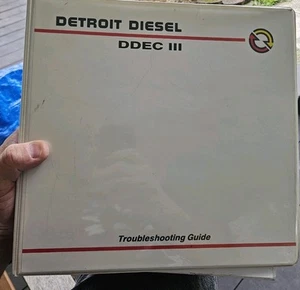 DETROIT DIESEL
DDEC III
Troubleshooting Guide